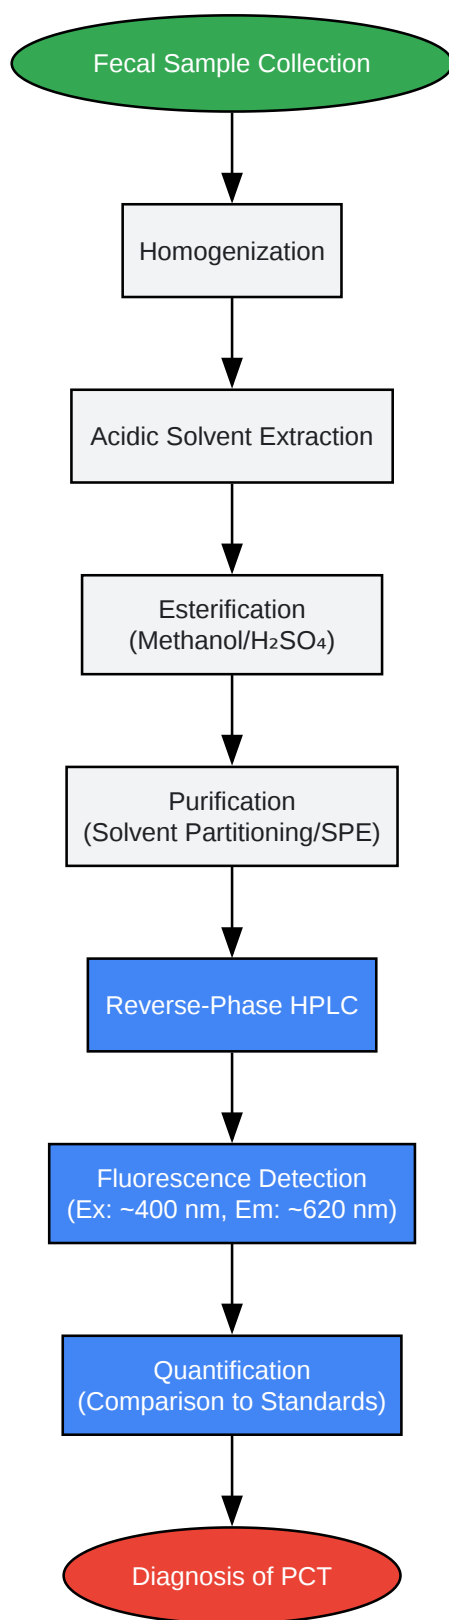 Fecal Sample Collection
Homogenization
Acidic Solvent Extraction
Esterification
(Methanol/H₂SO₄)
Purification
(Solvent Partitioning/SPE)
Reverse-Phase HPLC
Fluorescence Detection
(Ex: ~400 nm, Em: ~620 nm)
Quantification
(Comparison to Standards)
Diagnosis of PCT